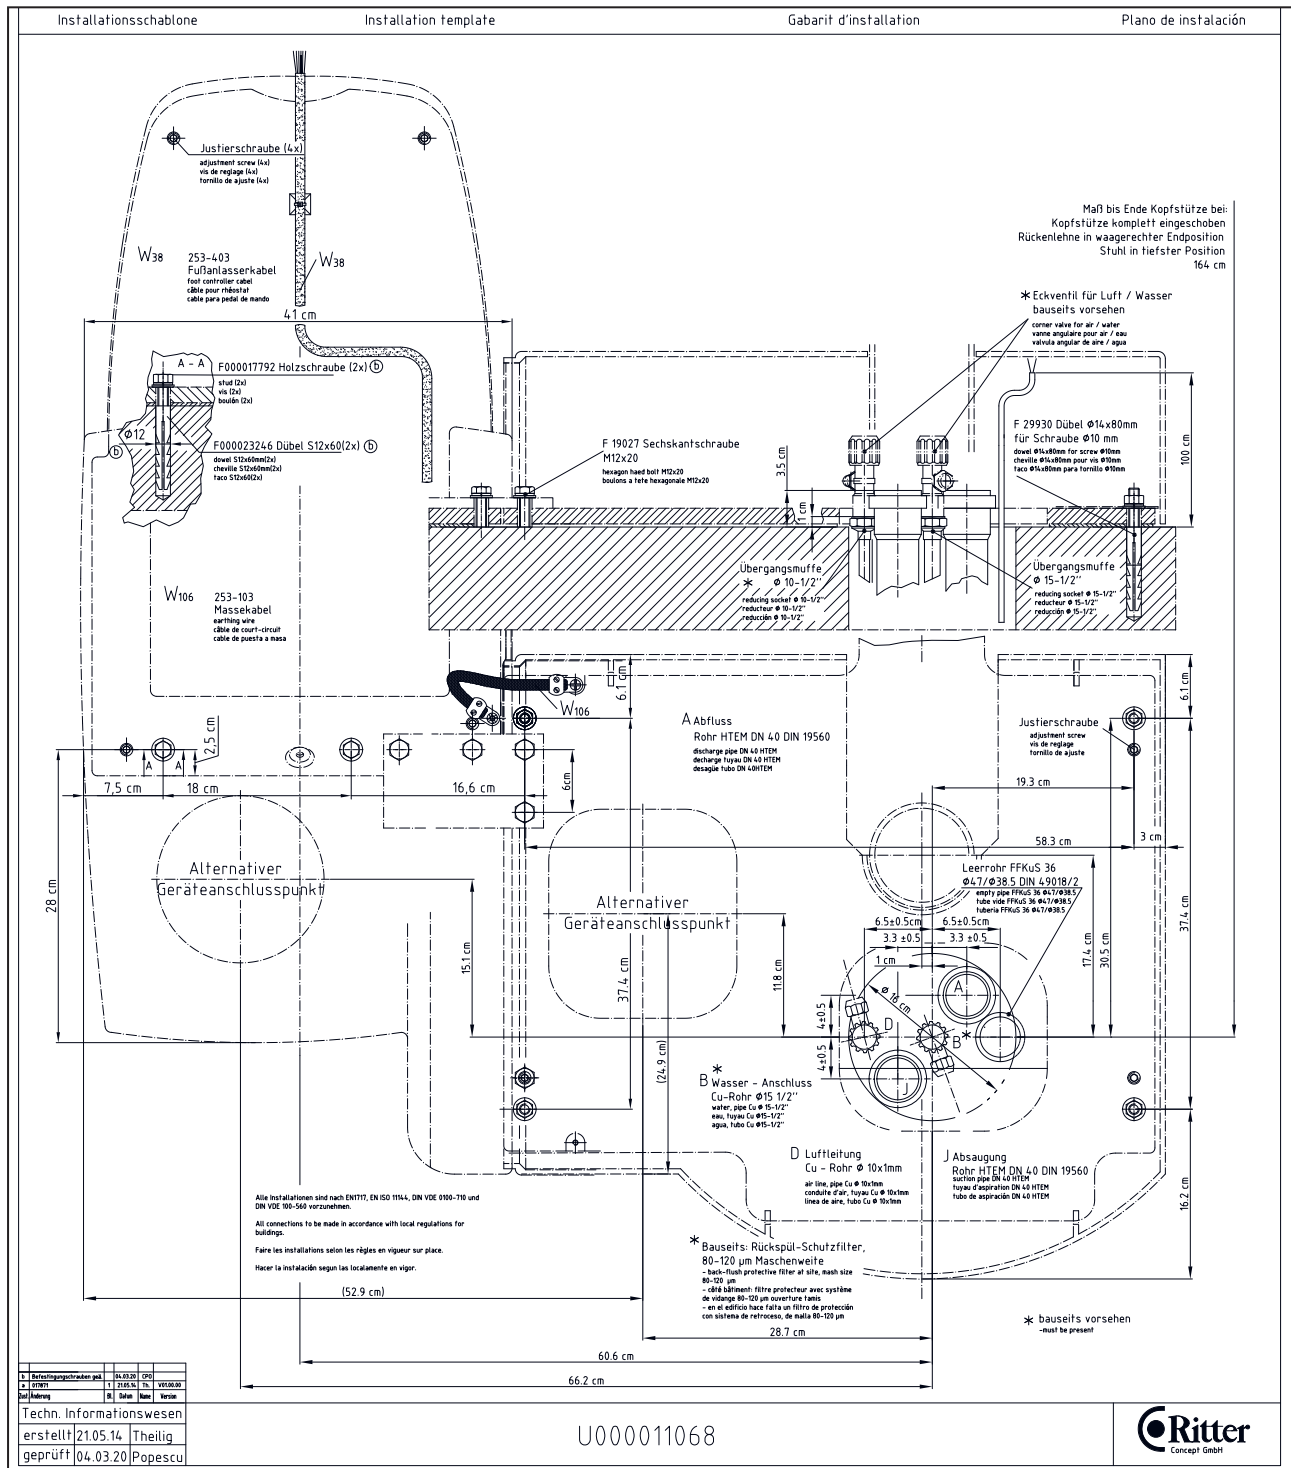 Installationsschablone
Installation template
Gabarit d'installation
Plano de instalación
Justierschraube (4x)
adjustment screw (4x)
vis de reglage (4x)
tornillo de ajuste (4x)
Maß bis Ende Kopfstütze bei:
Kopfstütze komplett eingeschoben
Rückenlehne in waagerechter Endposition
Stuhl in tiefster Position
164 cm
W38
253-403
Fußanlasserkabel
foot controller cabel
câble pour rhéostat
cable para pedal de mando
W38
41 cm
* Eckventil für Luft / Wasser
bauseits vorsehen
corner valve for air / water
vanne angulaire pour air / eau
valvula angular de aire / agua
A - A
F000017792 Holzschraube (2x) b
stud (2x)
vis (2x)
boulón (2x)
Ø12
b
F000023246 Dübel S12x60(2x) b
dowel S12x60mm(2x)
cheville S12x60mm(2x)
taco S12x60(2x)
F 19027 Sechskantschraube
M12x20
hexagon haed bolt M12x20
boulons a tete hexagonale M12x20
3.5 cm
1 cm
F 29930 Dübel Ø14x80mm
für Schraube Ø10 mm
dowel Ø14x80mm for screw Ø10mm
cheville Ø14x80mm pour vis Ø10mm
taco Ø14x80mm para tornillo Ø10mm
100 cm
Übergangsmuffe
* Ø 10-1/2''
reducing socket Ø 10-1/2''
reducteur Ø 10-1/2''
reducción Ø 10-1/2''
Übergangsmuffe
Ø 15-1/2''
reducing socket Ø 15-1/2''
reducteur Ø 15-1/2''
reducción Ø 15-1/2''
W106
253-103
Massekabel
earthing wire
câble de court-circuit
cable de puesta a masa
W106
6.1 cm
6.1 cm
A Abfluss
Rohr HTEM DN 40 DIN 19560
discharge pipe DN 40 HTEM
decharge tuyau DN 40 HTEM
desagüe tubo DN 40HTEM
Justierschraube
adjustment screw
vis de reglage
tornillo de ajuste
2,5 cm
A
A
7,5 cm
18 cm
16,6 cm
6cm
19.3 cm
58.3 cm
3 cm
28 cm
Alternativer
Geräteanschlusspunkt
Alternativer
Geräteanschlusspunkt
Leerrohr FFKuS 36
Ø47/Ø38.5 DIN 49018/2
empty pipe FFKuS 36 Ø47/Ø38.5
tube vide FFKuS 36 Ø47/Ø38.5
tuberia FFKuS 36 Ø47/Ø38.5
6.5±0.5cm
6.5±0.5cm
3.3 ±0.5
3.3 ±0.5
1 cm
15.1 cm
37.4 cm
11.8 cm
17.4 cm
30.5 cm
37.4 cm
Ø 16 cm
A
D
B*
J
4±0.5
4±0.5
(24.9 cm)
*
B Wasser - Anschluss
Cu-Rohr Ø15 1/2''
water, pipe Cu Ø 15-1/2''
eau, tuyau Cu Ø15-1/2''
agua, tubo Cu Ø15-1/2''
D Luftleitung
Cu - Rohr Ø 10x1mm
air line, pipe Cu Ø 10x1mm
conduite d'air, tuyau Cu Ø 10x1mm
linea de aire, tubo Cu Ø 10x1mm
J Absaugung
Rohr HTEM DN 40 DIN 19560
suction pipe DN 40 HTEM
tuyau d'aspiration DN 40 HTEM
tubo de aspiración DN 40 HTEM
16.2 cm
Alle Installationen sind nach EN1717, EN ISO 11144, DIN VDE 0100-710 und
DIN VDE 100-560 vorzunehmen.
All connections to be made in accordance with local regulations for
buildings.
Faire les installations selon les règles en vigueur sur place.
Hacer la instalación segun las localamente en vigor.
* Bauseits: Rückspül-Schutzfilter,
80-120 µm Maschenweite
- back-flush protective filter at site, mash size
80-120 µm
- côté bâtiment: filtre protecteur avec système
de vidange 80-120 µm ouverture tamis
- en el edificio hace falta un filtro de protección
con sistema de retroceso, de malla 80-120 µm
(52.9 cm)
* bauseits vorsehen
-must be present
28.7 cm
60.6 cm
66.2 cm
b Befestingungschrauben geä. 04.03.20 CPO
a 017871 1 21.05.14 Th. V01.00.00
Zust Änderung Bl. Datum Name Version
Techn. Informationswesen
erstellt 21.05.14 Theilig
geprüft 04.03.20 Popescu
U000011068
Ritter
Concept GmbH